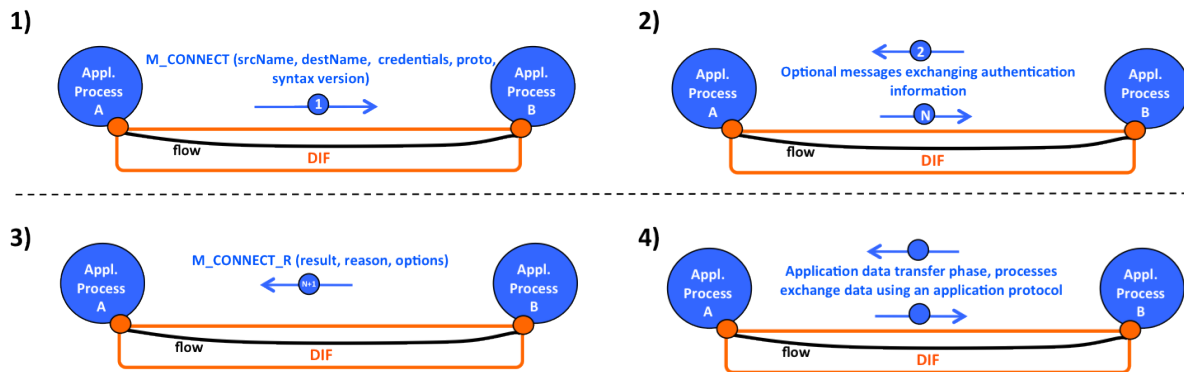 1)
M_CONNECT (srcName, destName, credentials, proto,
syntax version)
1
Appl.
Process
A
Appl.
Process
B
flow
DIF
2)
2
Optional messages exchanging authentication
information
N
Appl.
Process
A
Appl.
Process
B
flow
DIF
3)
M_CONNECT_R (result, reason, options)
N+1
Appl.
Process
A
Appl.
Process
B
flow
DIF
4)
Application data transfer phase, processes
exchange data using an application protocol
Appl.
Process
A
Appl.
Process
B
flow
DIF